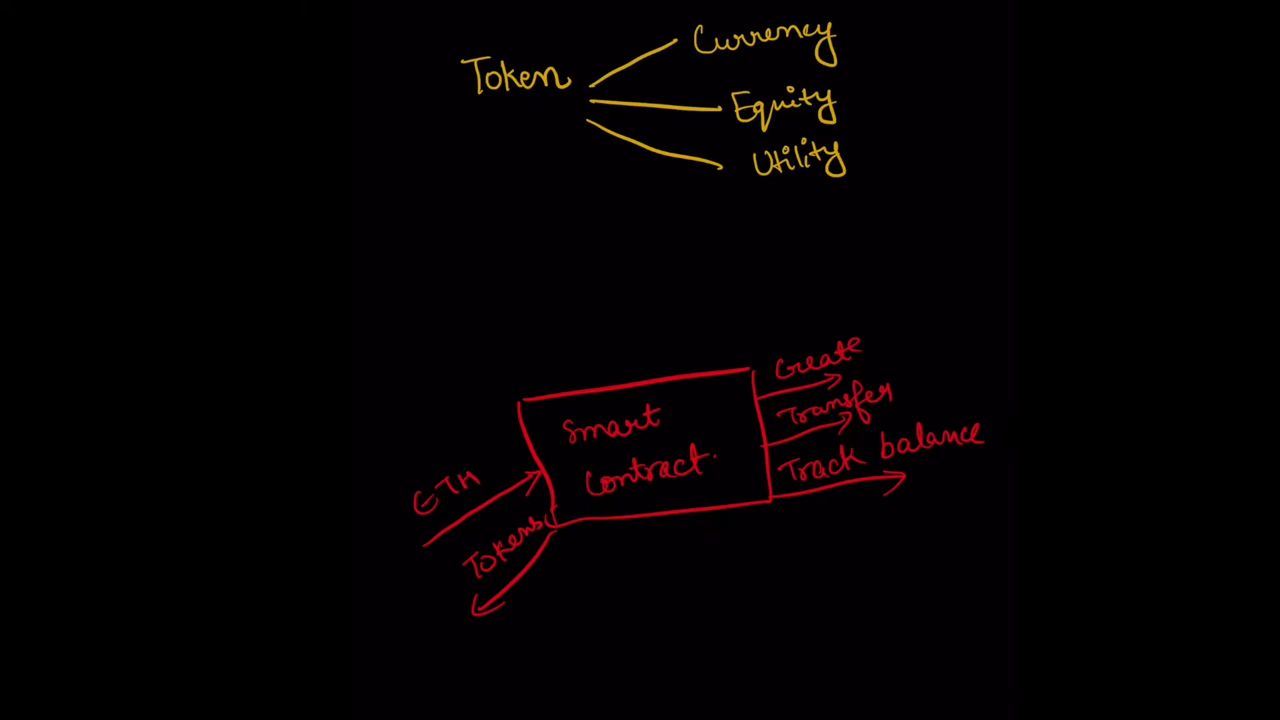 Token
Currency
Equity
Utility
Create
Transfer
Track balance
Smart
Contract.
ETH
Tokens